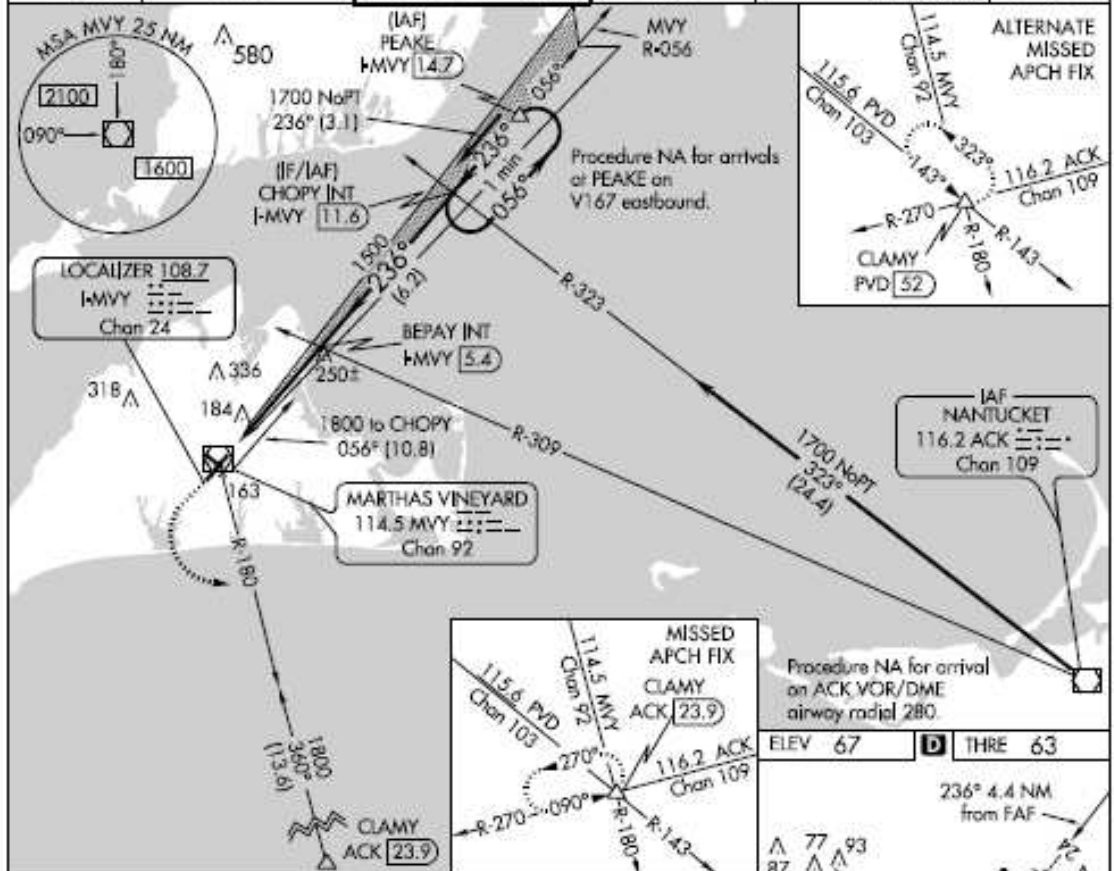 MSA MVY 25 NM
180°
2100
090°
1600
580
(IAF)
PEAKE
I-MVY 14.7
1700 NoPT
236° (3.1)
(IF/IAF)
CHOPY INT
I-MVY 11.6
MVY
R-056
056°
236°
1 min
056°
Procedure NA for arrivals
at PEAKE on
V167 eastbound.
ALTERNATE
MISSED
APCH FIX
114.5 MVY
Chan 92
115.6 PVD
Chan 103
323°
143°
116.2 ACK
Chan 109
R-270
R-180
R-143
CLAMY
PVD 52
LOCALIZER 108.7
I-MVY
Chan 24
1500
236°
(6.2)
R-323
BEPAY INT
I-MVY 5.4
336
250±
318
184
1800 to CHOPY
056° (10.8)
R-309
1700 NoPT
323°
(24.4)
IAF
NANTUCKET
116.2 ACK
Chan 109
163
MARTHAS VINEYARD
114.5 MVY
Chan 92
R-180
1800
360°
(13.6)
CLAMY
ACK 23.9
MISSED
APCH FIX
114.5 MVY
Chan 92
115.6 PVD
Chan 103
CLAMY
ACK 23.9
270°
116.2 ACK
Chan 109
R-270
090°
R-180
R-143
Procedure NA for arrival
on ACK VOR/DME
airway radial 280.
ELEV 67
D
THRE 63
236° 4.4 NM
from FAF
24
77
93
87